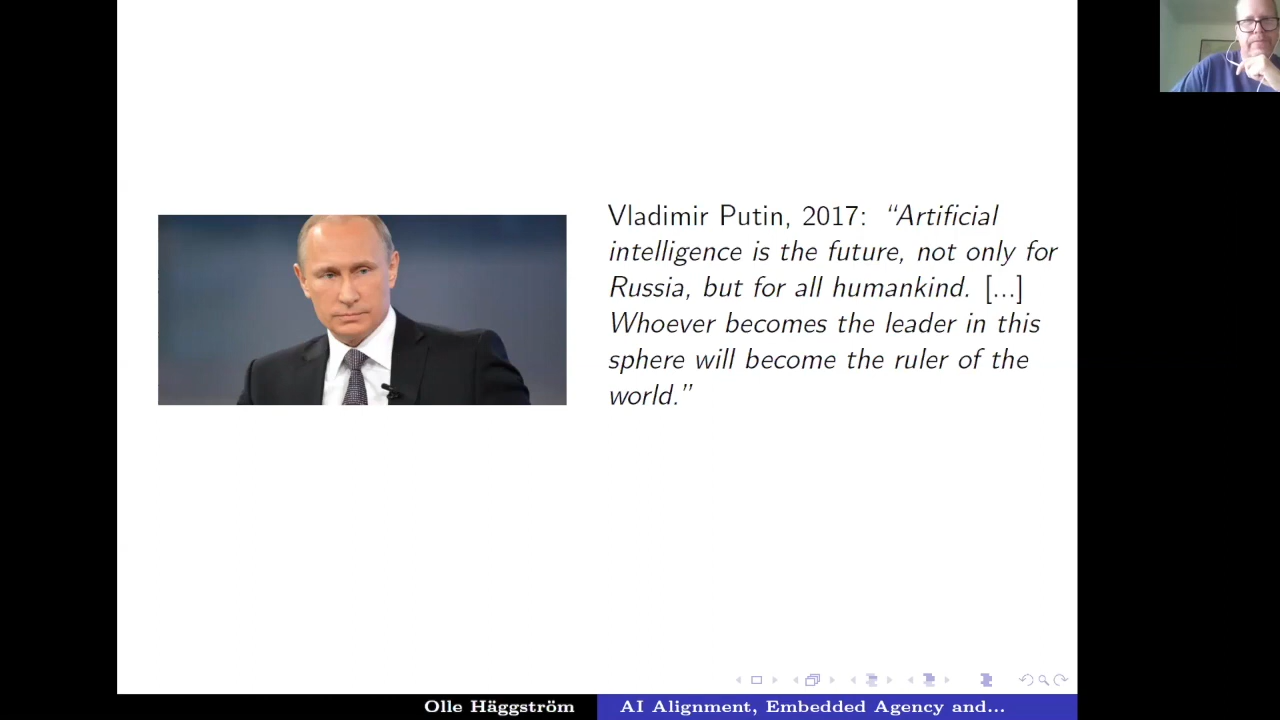 Vladimir Putin, 2017: “Artificial
intelligence is the future, not only for
Russia, but for all humankind. [...]
Whoever becomes the leader in this
sphere will become the ruler of the
world.”
Olle Häggström
AI Alignment, Embedded Agency and...